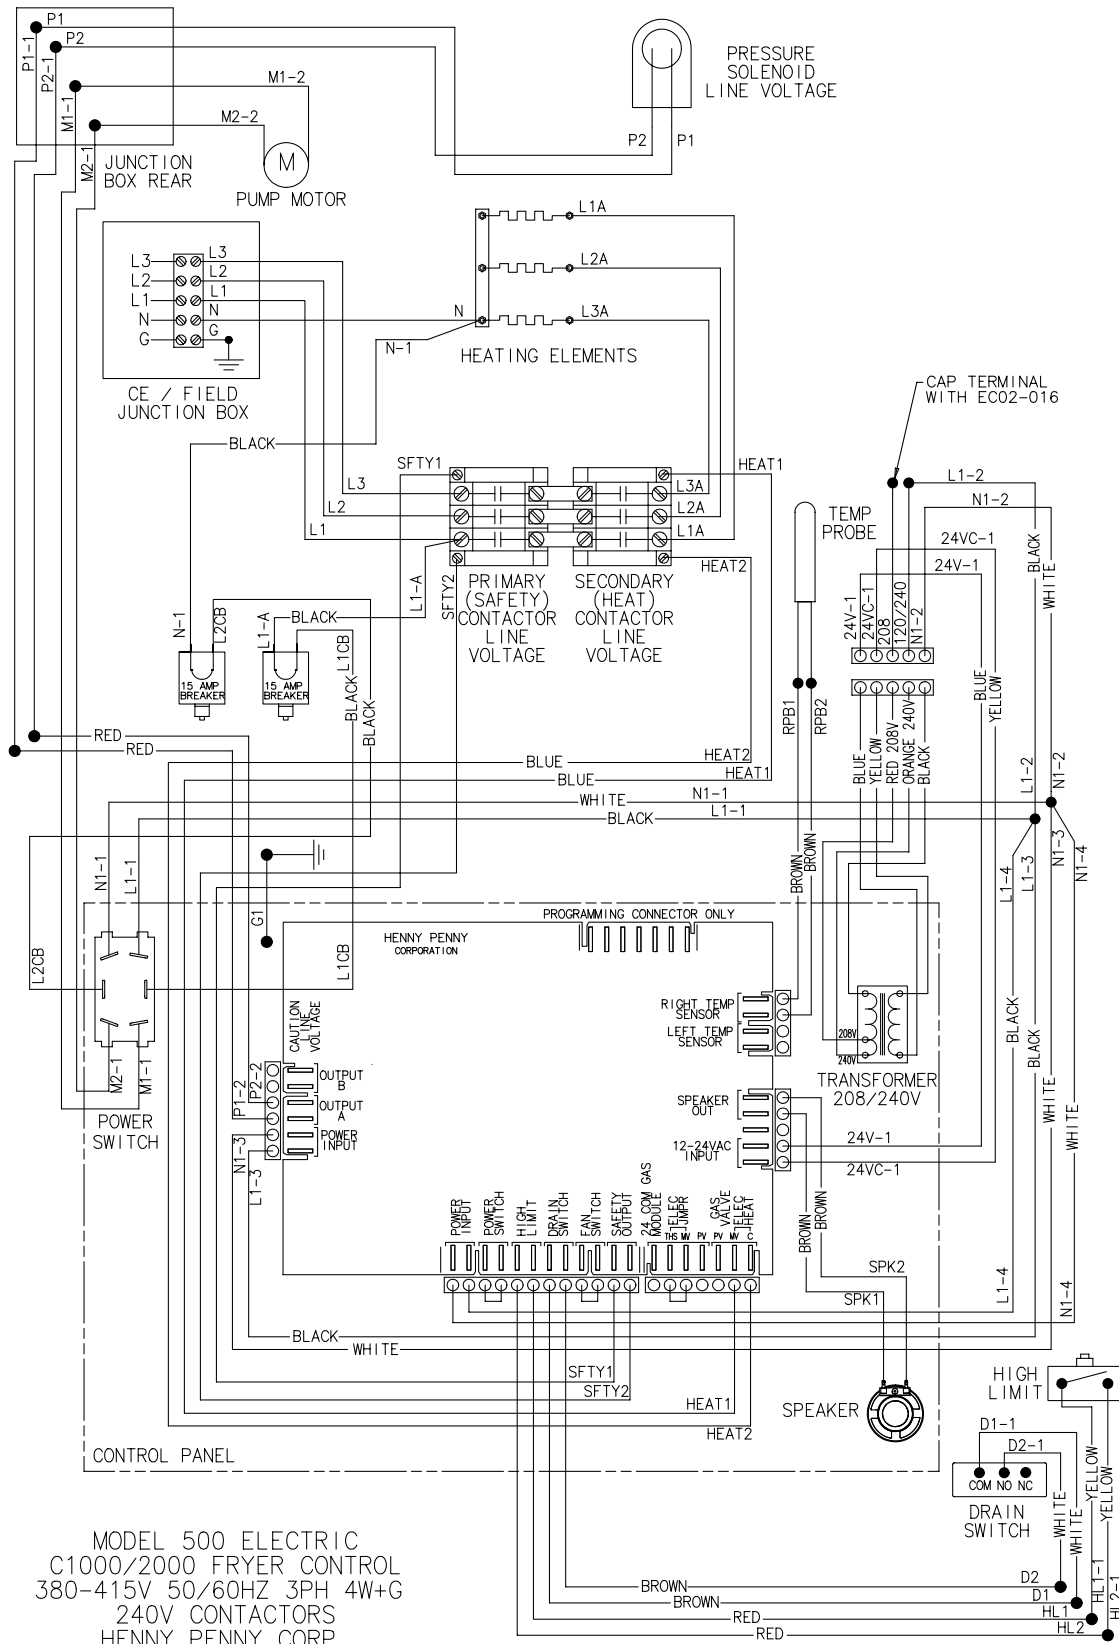 P1
P2
P1-1
P2-1
M1-1
M2-1
M1-2
M2-2
M
JUNCTION
BOX REAR
PUMP MOTOR
PRESSURE
SOLENOID
LINE VOLTAGE
P2
P1
L1A
L2A
L3A
N
N-1
HEATING ELEMENTS
L3
L2
L1
N
G
L3
L2
L1
N
G
CE / FIELD
JUNCTION BOX
BLACK
SFTY1
L3
L2
L1
HEAT1
L3A
L2A
L1A
HEAT2
L1-A
SFTY2
PRIMARY
(SAFETY)
CONTACTOR
LINE
VOLTAGE
SECONDARY
(HEAT)
CONTACTOR
LINE
VOLTAGE
CAP TERMINAL
WITH EC02-016
L1-2
N1-2
24VC-1
24V-1
BLACK
WHITE
TEMP
PROBE
24V-1
24VC-1
208
120/240
N1-2
N-1
L2CB
L1-A
BLACK
L1CB
15 AMP
BREAKER
15 AMP
BREAKER
BLACK
BLACK
RPB1
RPB2
BLUE
YELLOW
RED 208V
ORANGE 240V
BLACK
BLUE
YELLOW
RED
RED
BLUE
HEAT2
BLUE
HEAT1
WHITE
N1-1
BLACK
L1-1
L1-2
N1-2
BROWN
BROWN
N1-1
L1-1
L1-4
L1-3
N1-3
N1-4
G1
L2CB
L1CB
PROGRAMMING CONNECTOR ONLY
HENNY PENNY
CORPORATION
CAUTION
LINE
VOLTAGE
RIGHT TEMP
SENSOR
LEFT TEMP
SENSOR
208V
240V
TRANSFORMER
208/240V
BLACK
BLACK
WHITE
WHITE
M2-1
M1-1
POWER
SWITCH
P1-2
P2-2
N1-3
L1-3
OUTPUT
B
OUTPUT
A
POWER
INPUT
SPEAKER
OUT
12-24VAC
INPUT
24V-1
24VC-1
POWER
INPUT
POWER
SWITCH
HIGH
LIMIT
DRAIN
SWITCH
FAN
SWITCH
SAFETY
OUTPUT
24 COM GAS
MODULE
ELEC
JMPR
GAS
VALVE
ELEC
HEAT
THS MV PV PV MV C
BROWN
BROWN
SPK2
SPK1
L1-4
N1-4
BLACK
WHITE
SFTY1
SFTY2
HEAT1
HEAT2
SPEAKER
CONTROL PANEL
HIGH
LIMIT
D1-1
D2-1
COM NO NC
DRAIN
SWITCH
WHITE
WHITE
YELLOW
YELLOW
BROWN
D2
BROWN
D1
RED
HL1
RED
HL2
HL1-1
HL2-1
MODEL 500 ELECTRIC
C1000/2000 FRYER CONTROL
380-415V 50/60HZ 3PH 4W+G
240V CONTACTORS
HENNY PENNY CORP